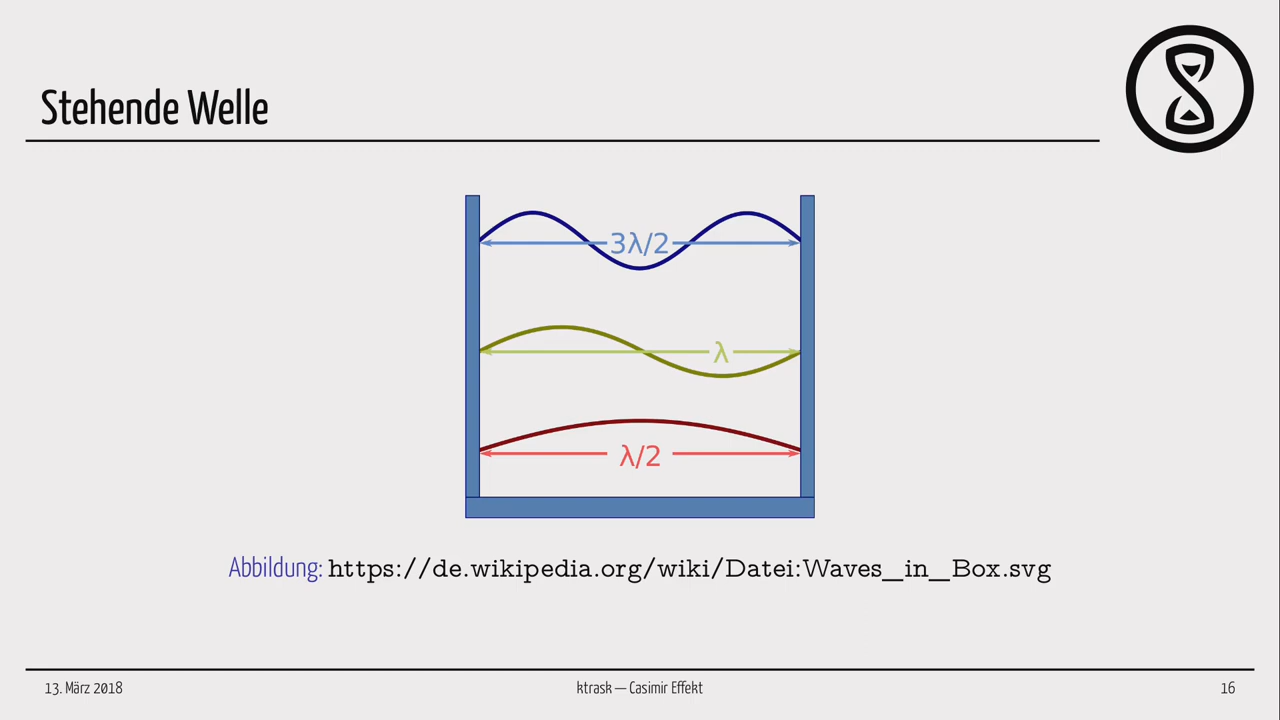 Stehende Welle
3λ/2
λ
λ/2
Abbildung: https://de.wikipedia.org/wiki/Datei:Waves_in_Box.svg
13. März 2018 ktrask — Casimir Effekt 16